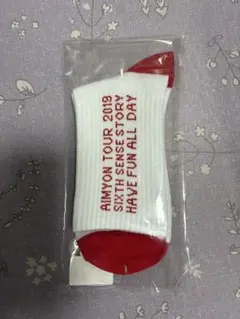 AIMYON TOUR 2019
SIXTH SENSE STORY
HAVE FUN ALL DAY